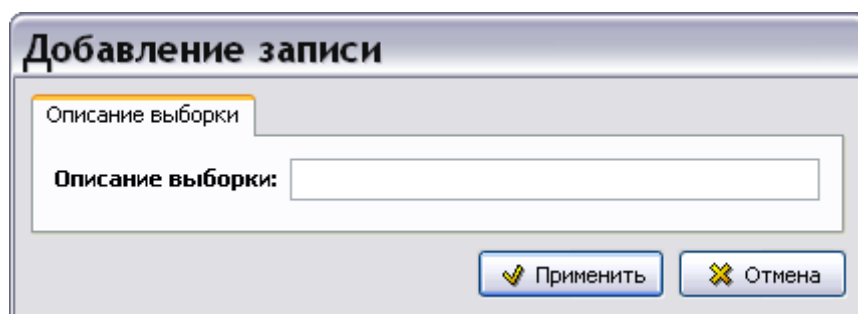 Добавление записи
Описание выборки
Описание выборки:
Применить Отмена